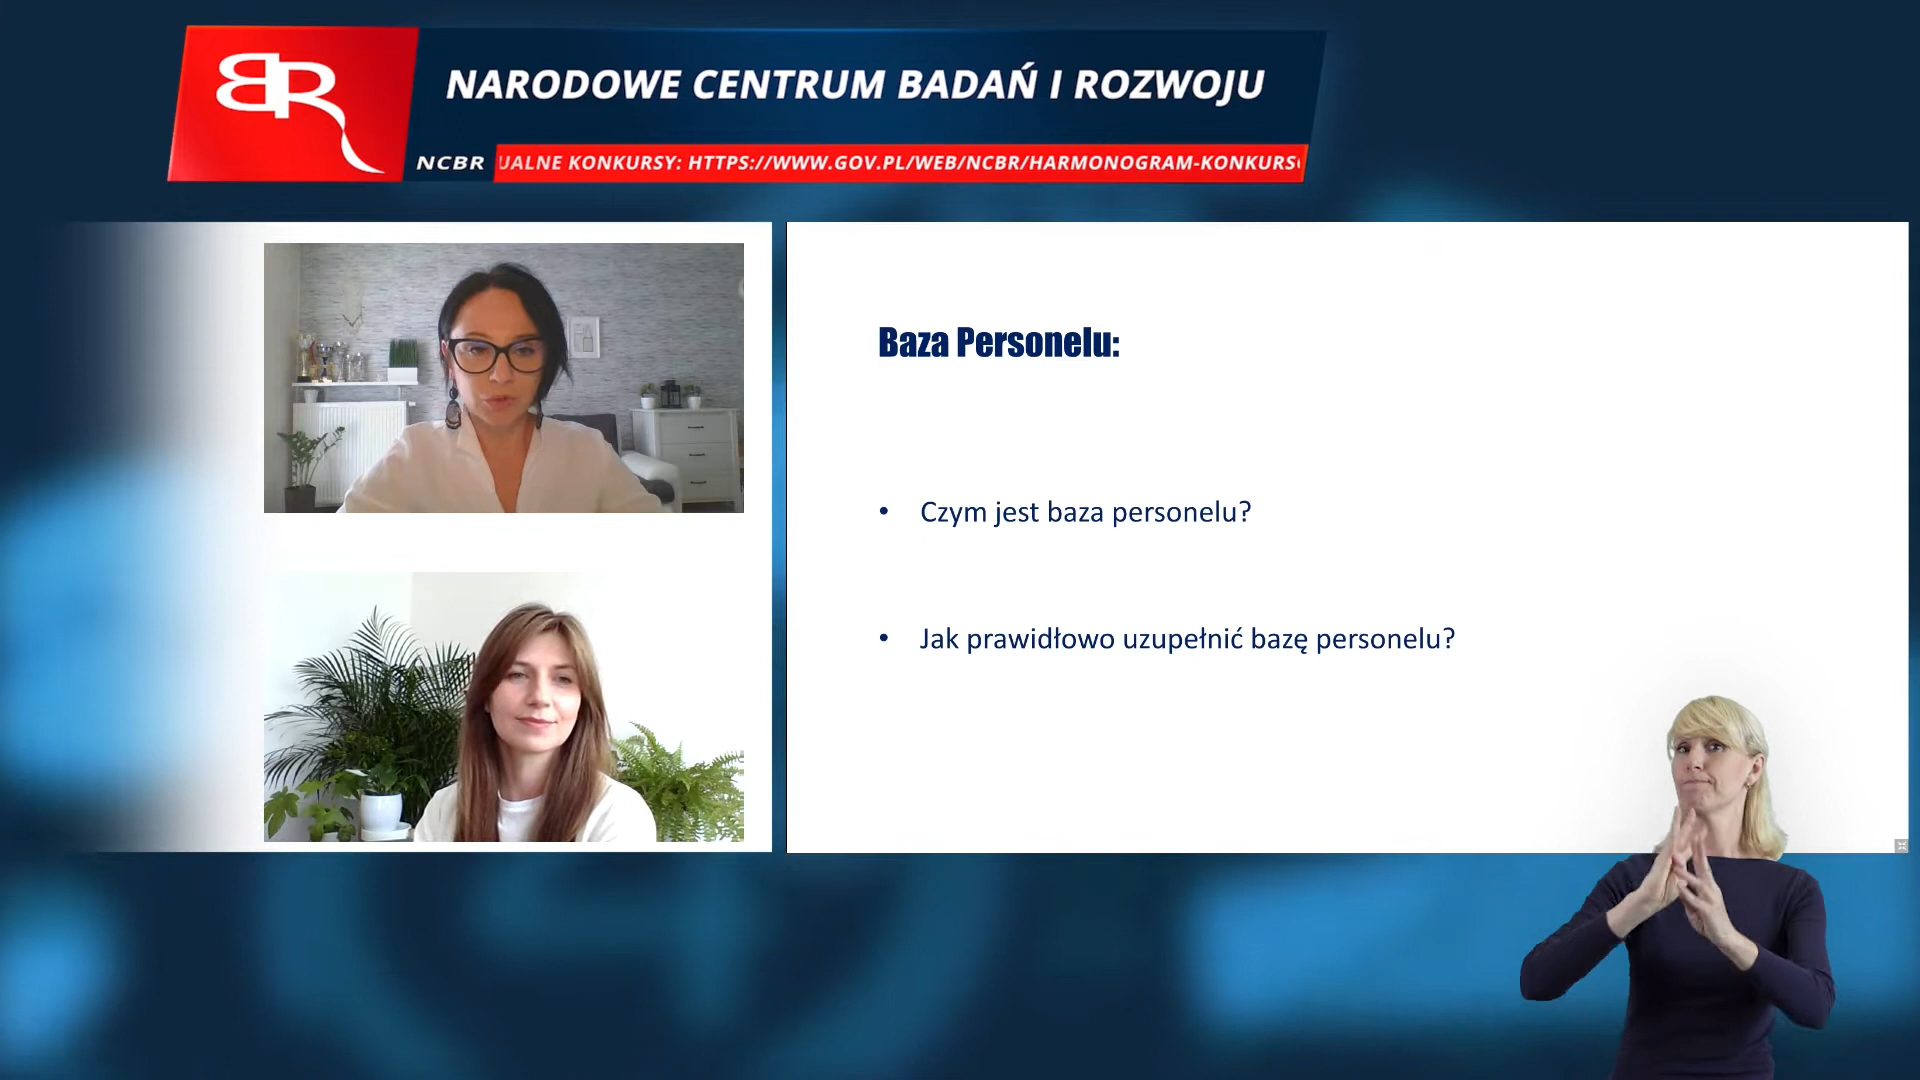 BR
NARODOWE CENTRUM BADAŃ I ROZWOJU
NCBR
UALNE KONKURSY: HTTPS://WWW.GOV.PL/WEB/NCBR/HARMONOGRAM-KONKURS
Baza Personelu:
• Czym jest baza personelu?
• Jak prawidłowo uzupełnić bazę personelu?